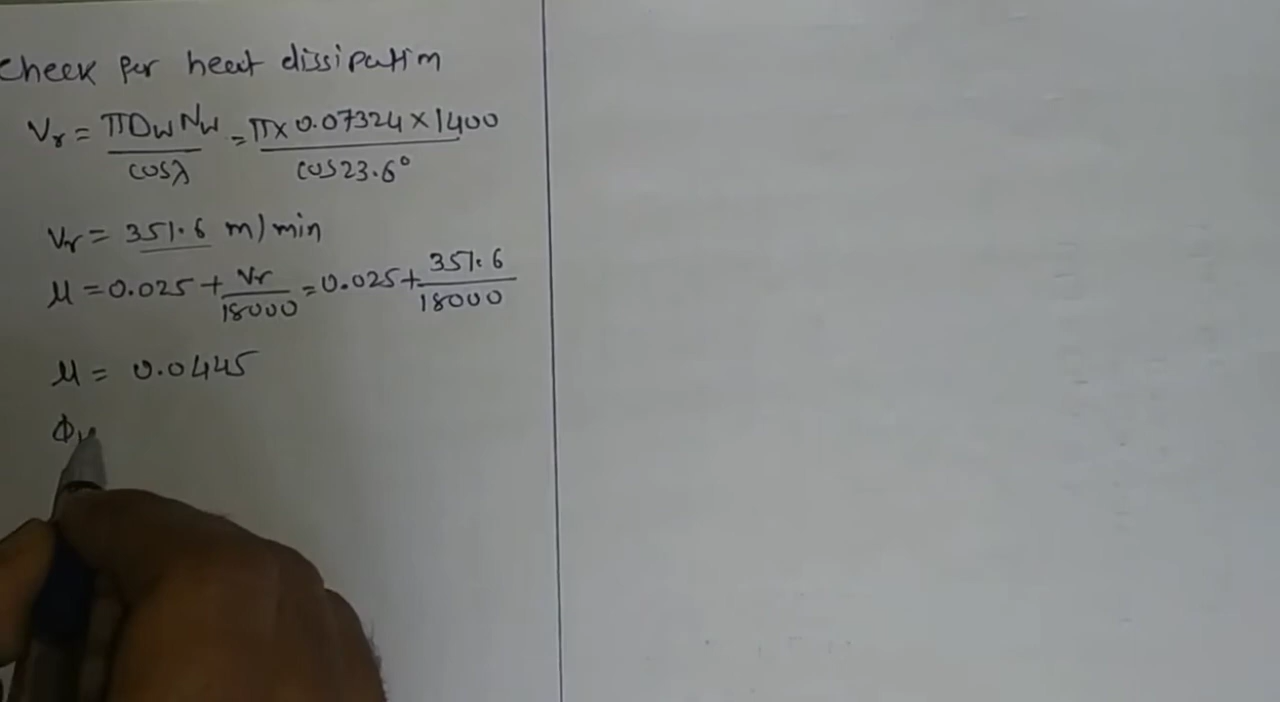 Check for heat dissipation
Vr = πDwNw/cosλ = π × 0.07324 × 1400/cos23.6°
Vr = 351.6 m/min
μ = 0.025 + Vr/18000 = 0.025 + 351.6/18000
μ = 0.0445
Φ